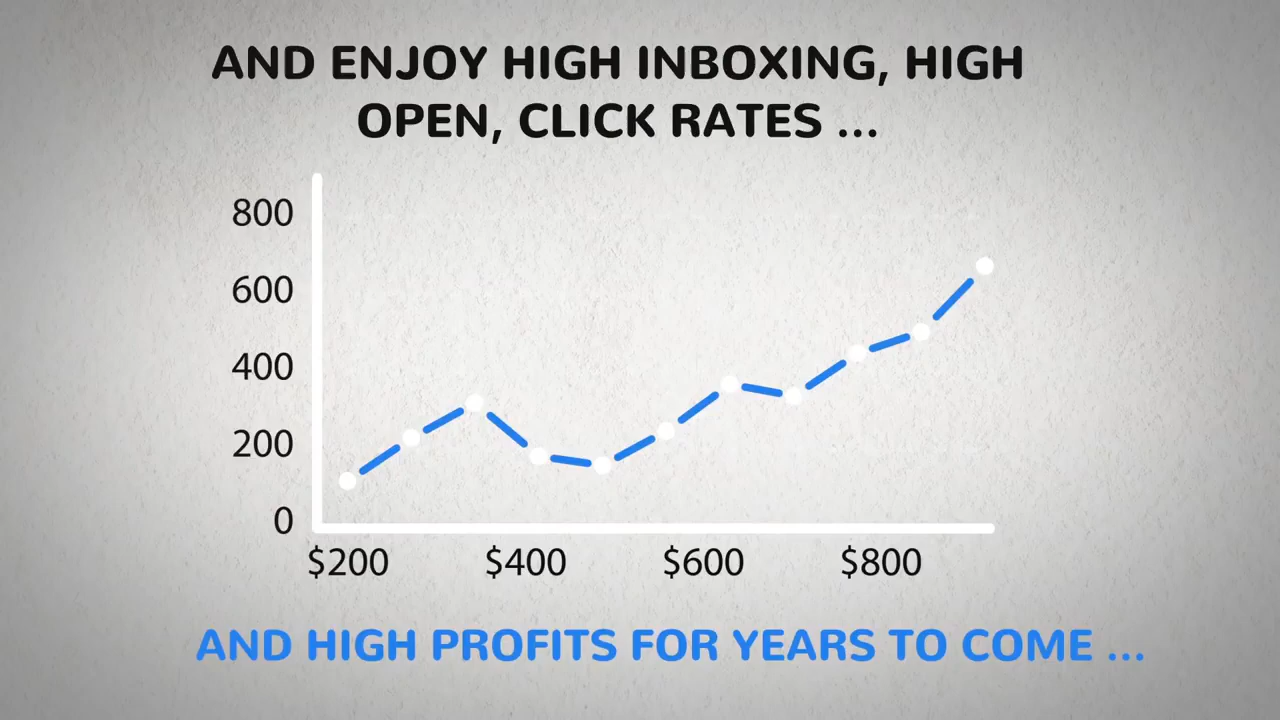 AND ENJOY HIGH INBOXING, HIGH
OPEN, CLICK RATES ...
800
600
400
200
0
$200 $400 $600 $800
AND HIGH PROFITS FOR YEARS TO COME ...